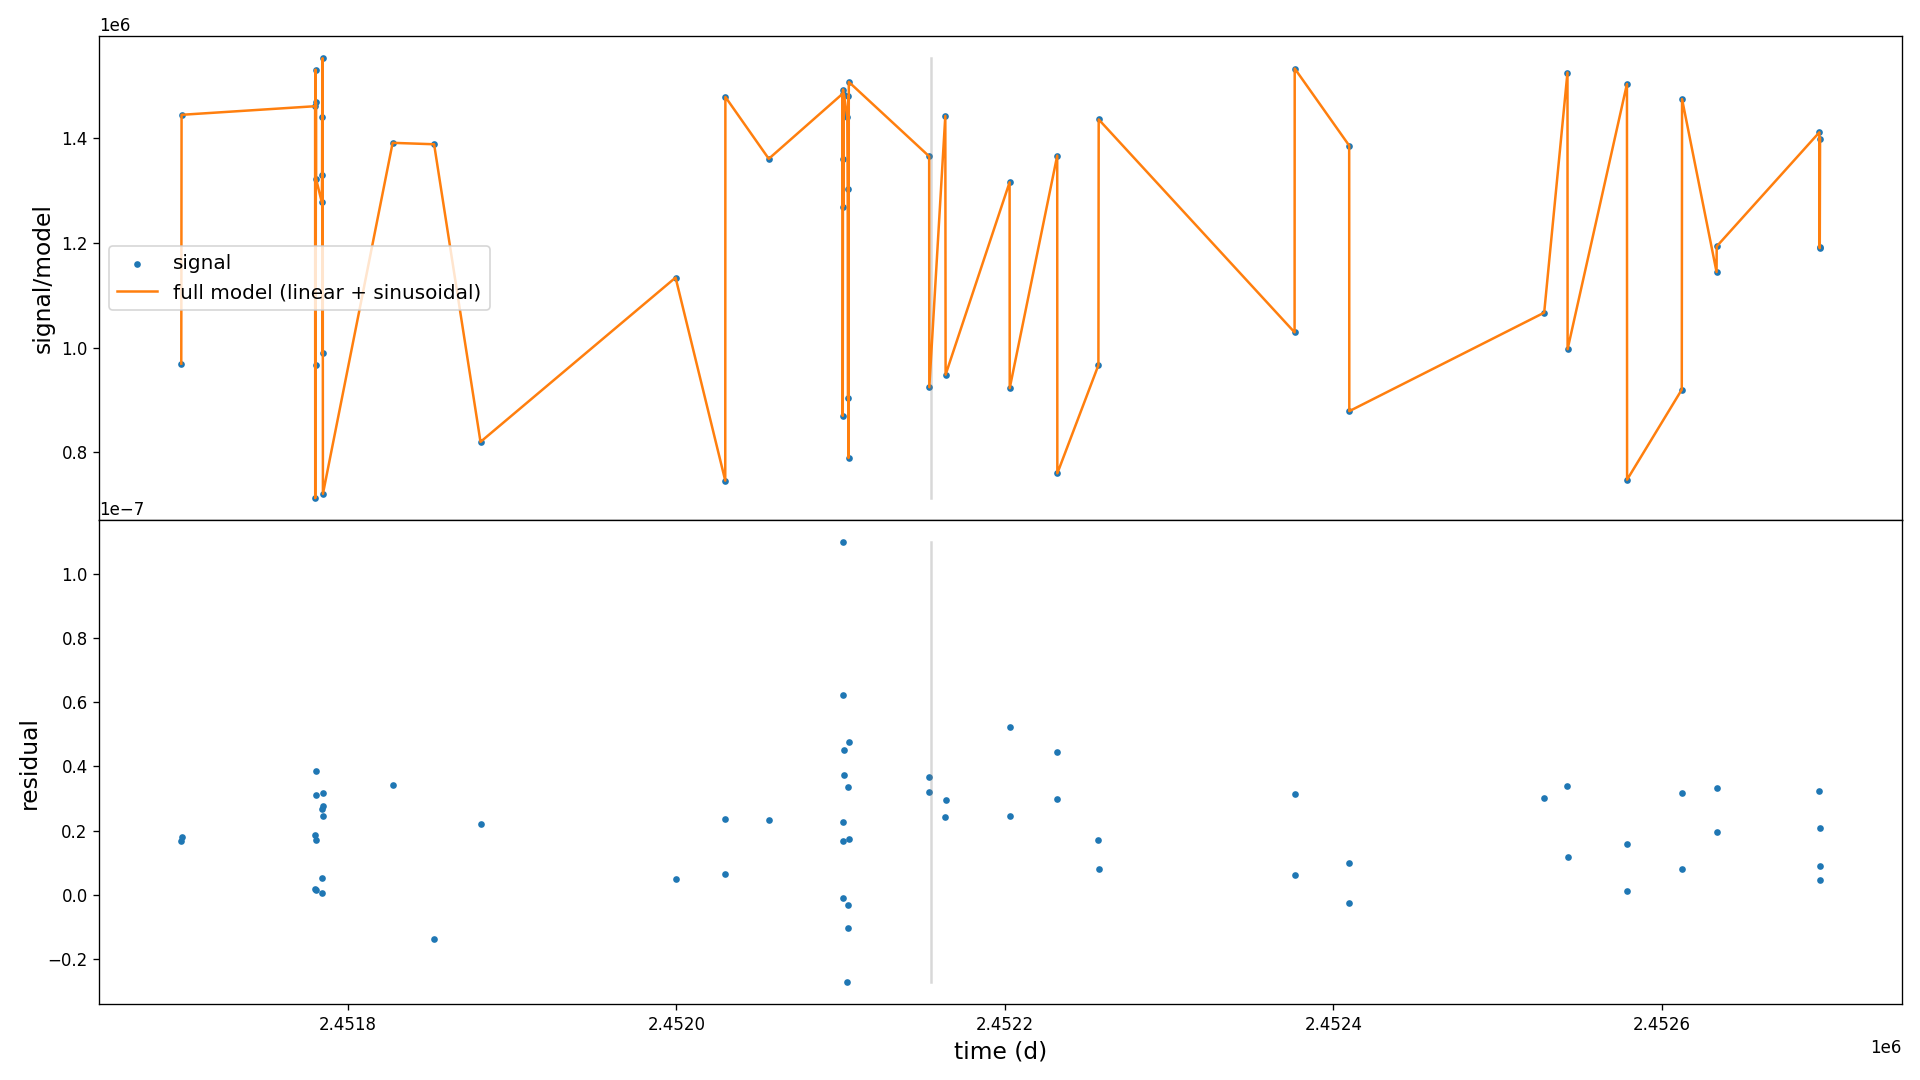 1e6
1.4
1.2
1.0
0.8
signal/model
signal
full model (linear + sinusoidal)
1e−7
1.0
0.8
0.6
0.4
0.2
0.0
−0.2
residual
2.4518
2.4520
2.4522
2.4524
2.4526
time (d)
1e6